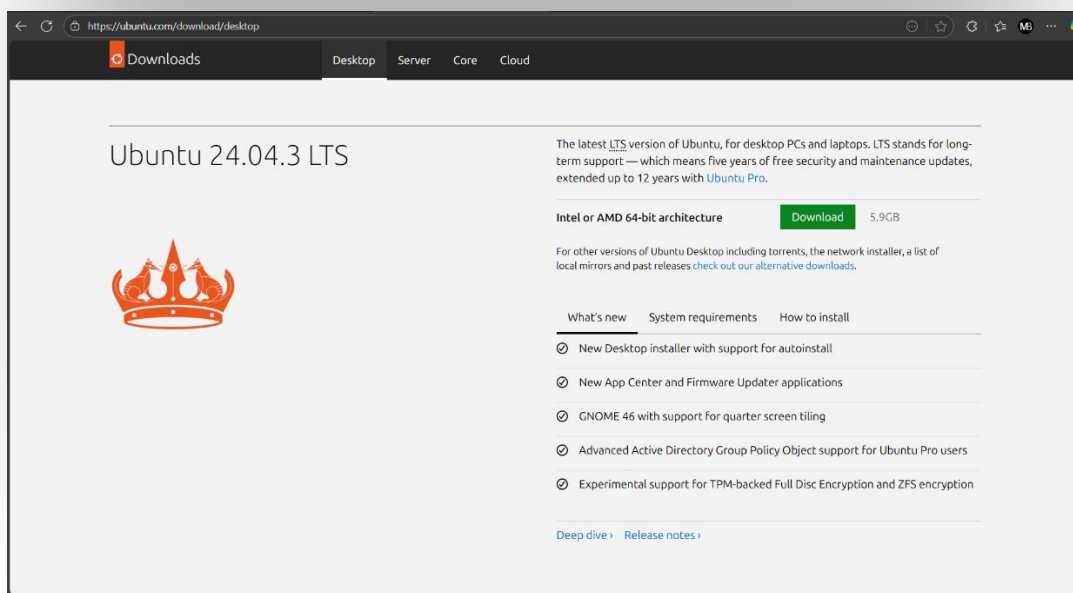 https://ubuntu.com/download/desktop
MB
Downloads
Desktop Server Core Cloud
Ubuntu 24.04.3 LTS
The latest LTS version of Ubuntu, for desktop PCs and laptops. LTS stands for long-
term support — which means five years of free security and maintenance updates,
extended up to 12 years with Ubuntu Pro.
Intel or AMD 64-bit architecture Download 5.9GB
For other versions of Ubuntu Desktop including torrents, the network installer, a list of
local mirrors and past releases check out our alternative downloads.
What's new System requirements How to install
New Desktop installer with support for autoinstall
New App Center and Firmware Updater applications
GNOME 46 with support for quarter screen tiling
Advanced Active Directory Group Policy Object support for Ubuntu Pro users
Experimental support for TPM-backed Full Disc Encryption and ZFS encryption
Deep dive › Release notes ›